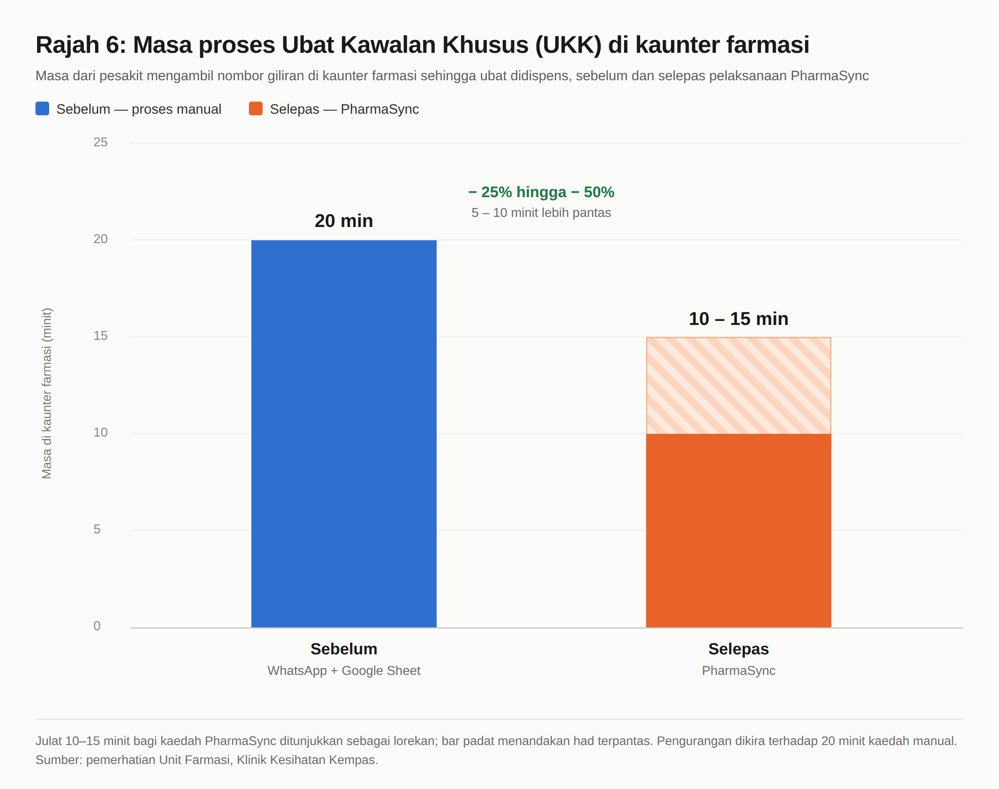 Rajah 6: Masa proses Ubat Kawalan Khusus (UKK) di kaunter farmasi
Masa dari pesakit mengambil nombor giliran di kaunter farmasi sehingga ubat didispens, sebelum dan selepas pelaksanaan PharmaSync
Sebelum — proses manual
Selepas — PharmaSync
25
− 25% hingga − 50%
5 – 10 minit lebih pantas
20 min
20
10 – 15 min
15
Masa di kaunter farmasi (minit)
10
5
0
Sebelum
WhatsApp + Google Sheet
Selepas
PharmaSync
Julat 10–15 minit bagi kaedah PharmaSync ditunjukkan sebagai lorekan; bar padat menandakan had terpantas. Pengurangan dikira terhadap 20 minit kaedah manual.
Sumber: pemerhatian Unit Farmasi, Klinik Kesihatan Kempas.